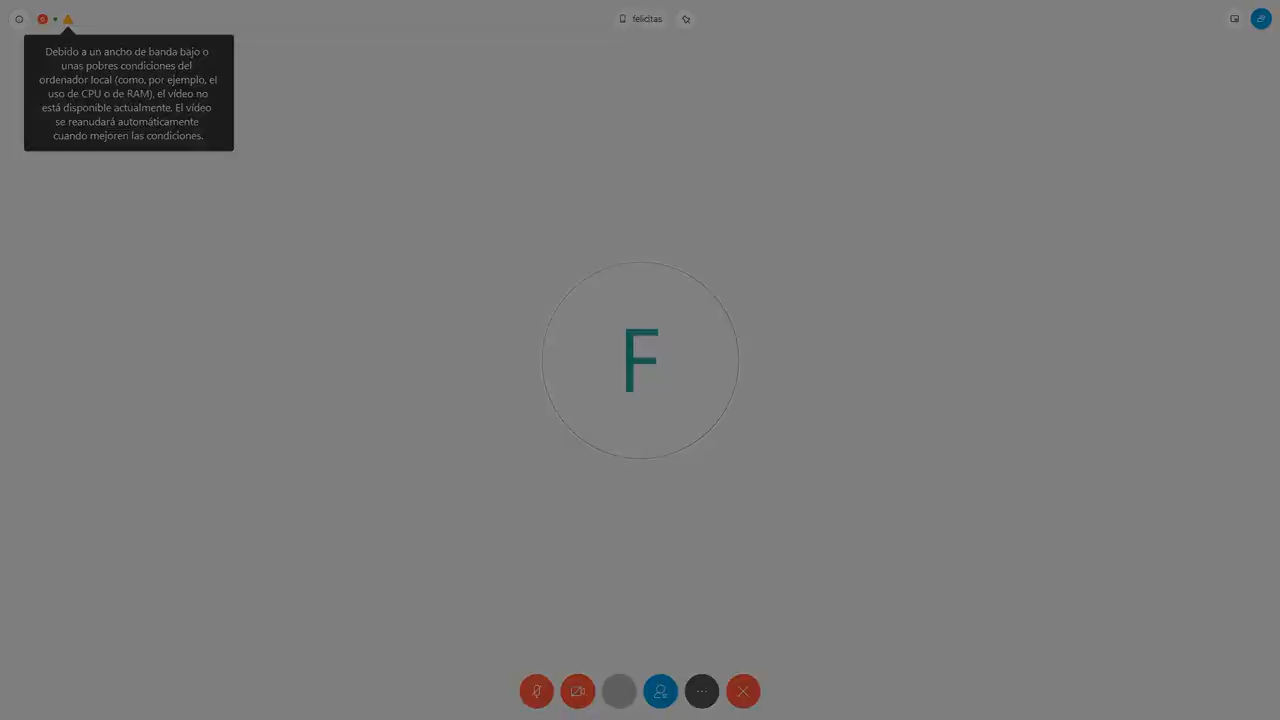 felicitas
Debido a un ancho de banda bajo o
unas pobres condiciones del
ordenador local (como, por ejemplo, el
uso de CPU o de RAM), el vídeo no
está disponible actualmente. El vídeo
se reanudará automáticamente
cuando mejoren las condiciones.
F